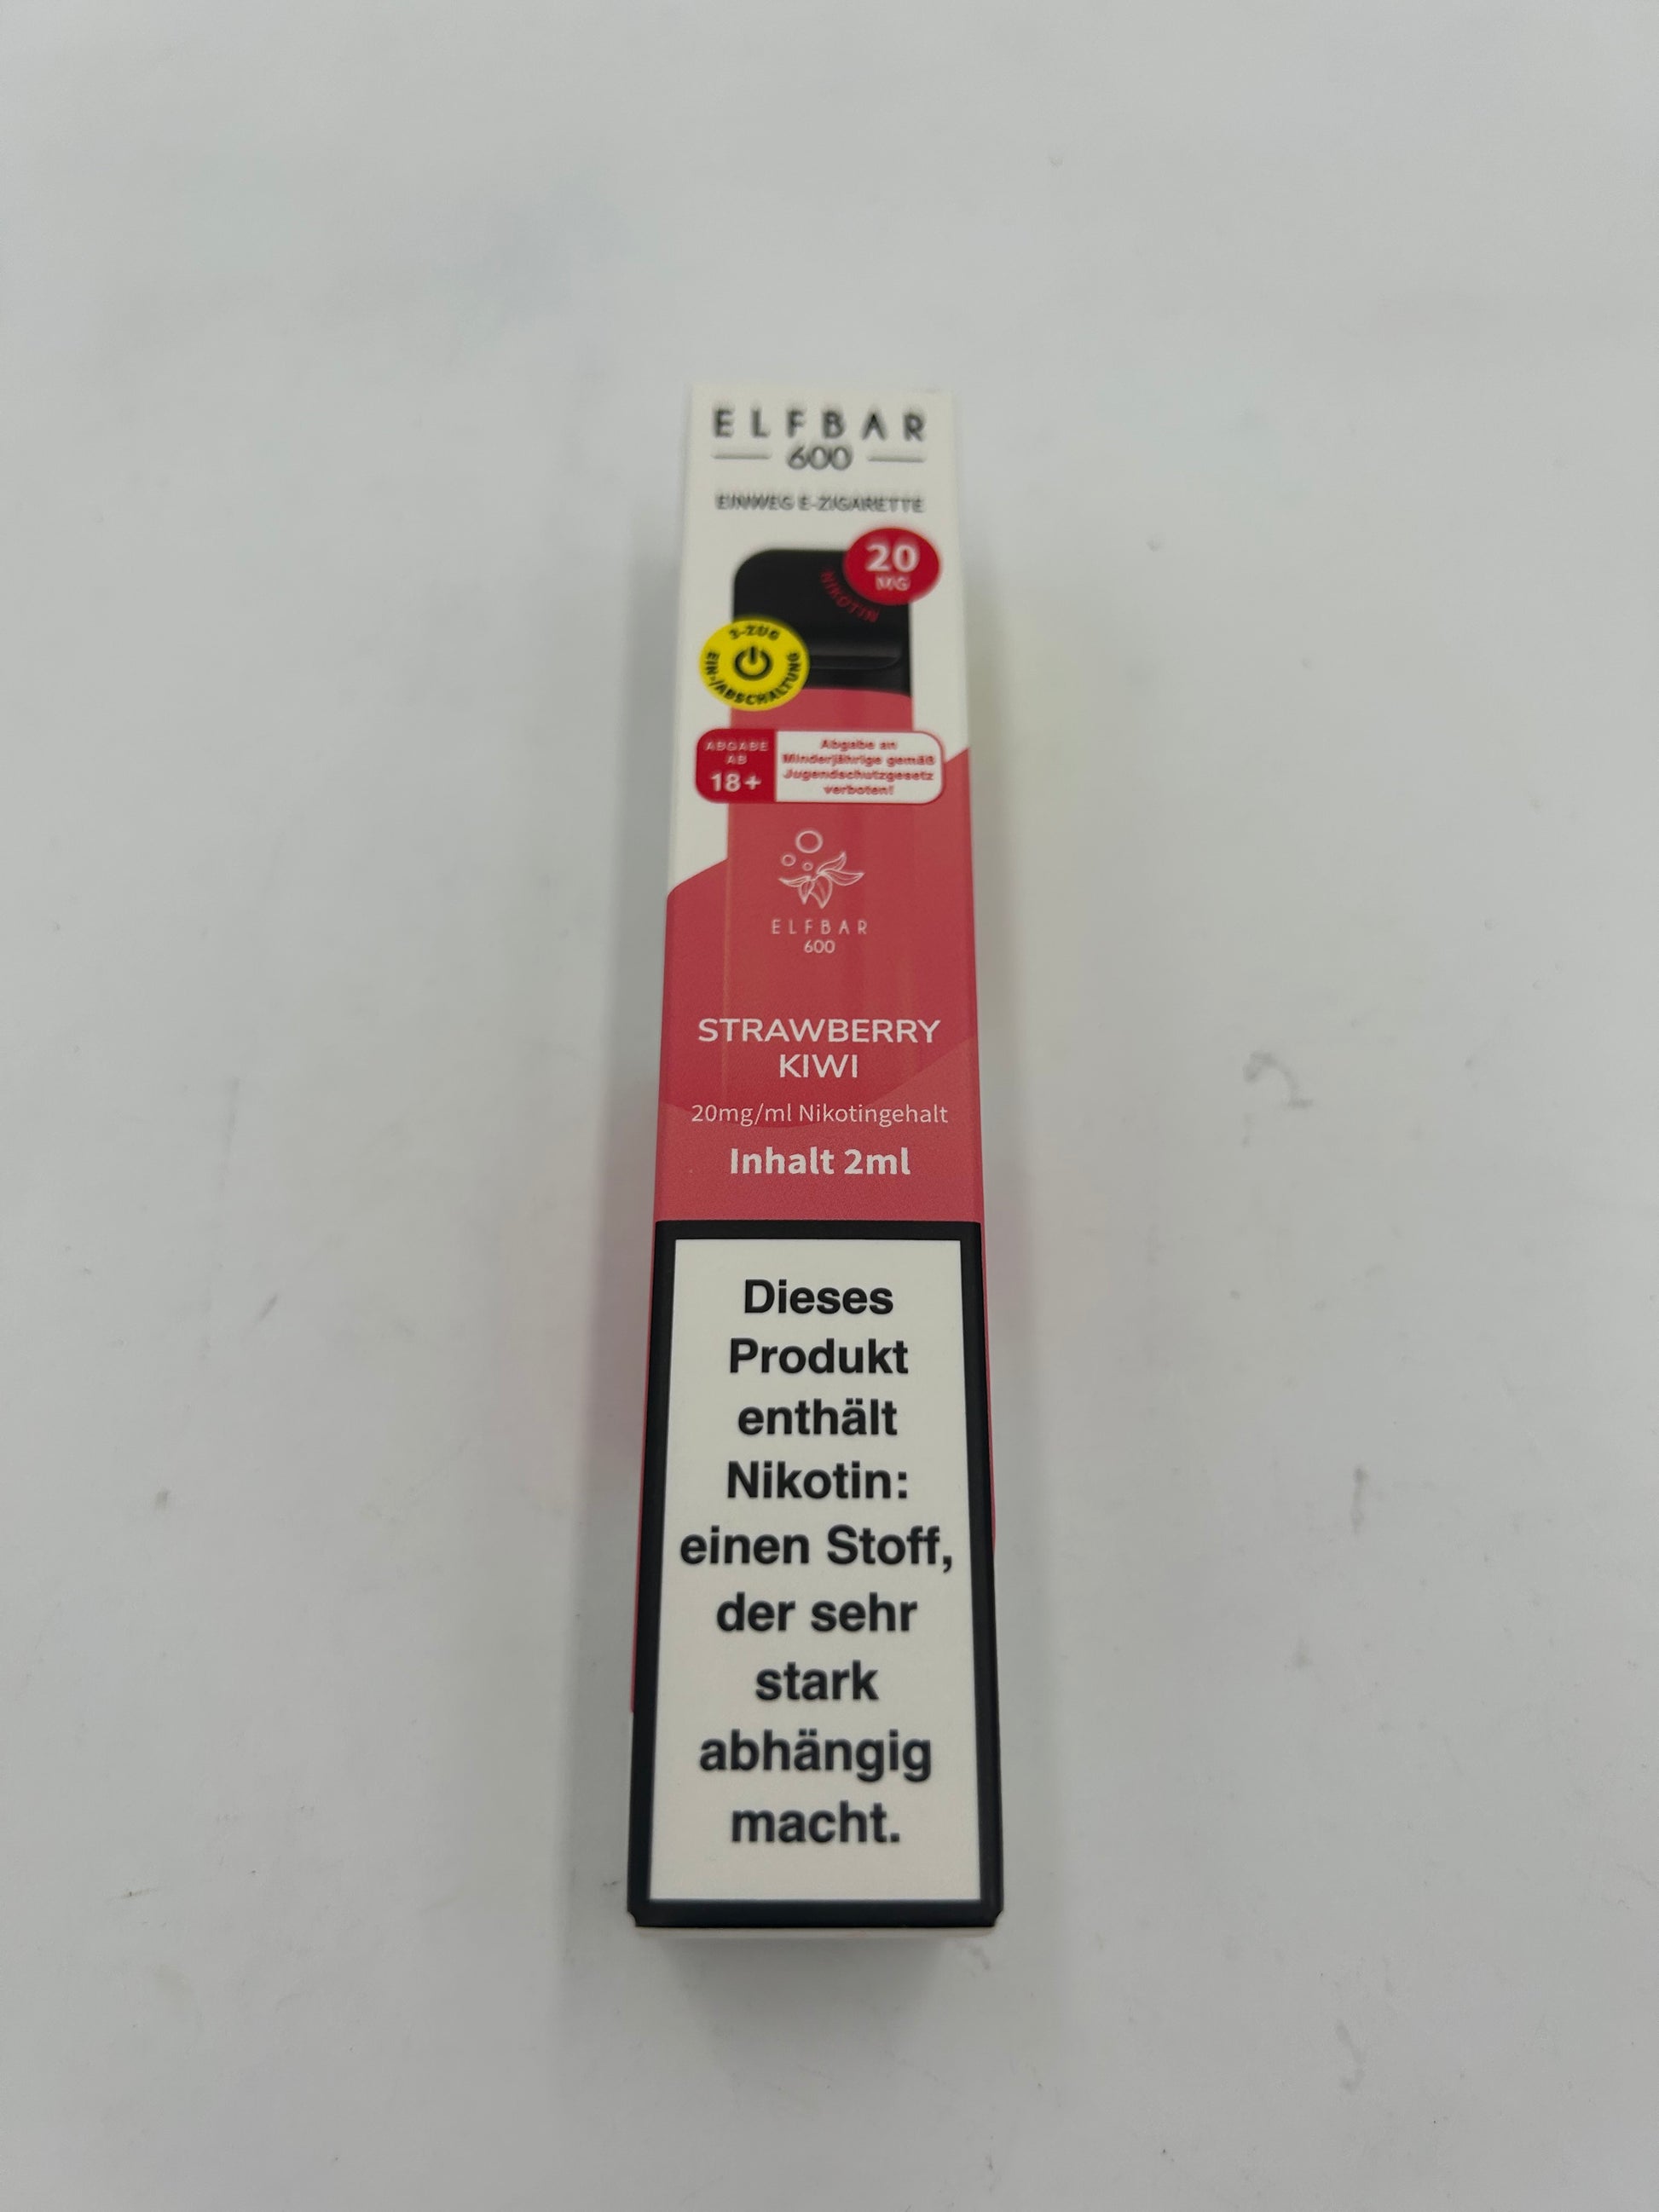 ELFBAR
600
EINWEG E-ZIGARETTE
20
MG
NIKOTIN
3-ZUG
EIN-/ABSCHALTUNG
ABGABE
AB
18+
Abgabe an
Minderjährige gemäß
Jugendschutzgesetz
verboten!
ELFBAR
600
STRAWBERRY
KIWI
20mg/ml Nikotingehalt
Inhalt 2ml
Dieses
Produkt
enthält
Nikotin:
einen Stoff,
der sehr
stark
abhängig
macht.